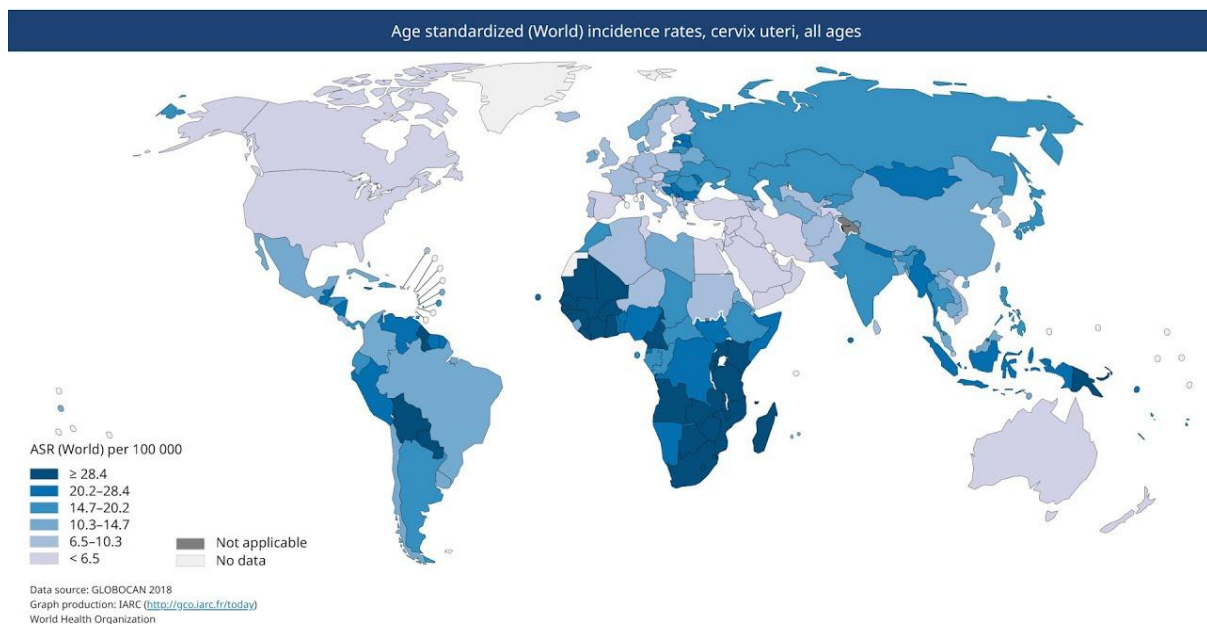 Age standardized (World) incidence rates, cervix uteri, all ages
ASR (World) per 100 000
≥ 28.4
20.2–28.4
14.7–20.2
10.3–14.7
6.5–10.3
< 6.5
Not applicable
No data
Data source: GLOBOCAN 2018
Graph production: IARC (http://gco.iarc.fr/today)
World Health Organization